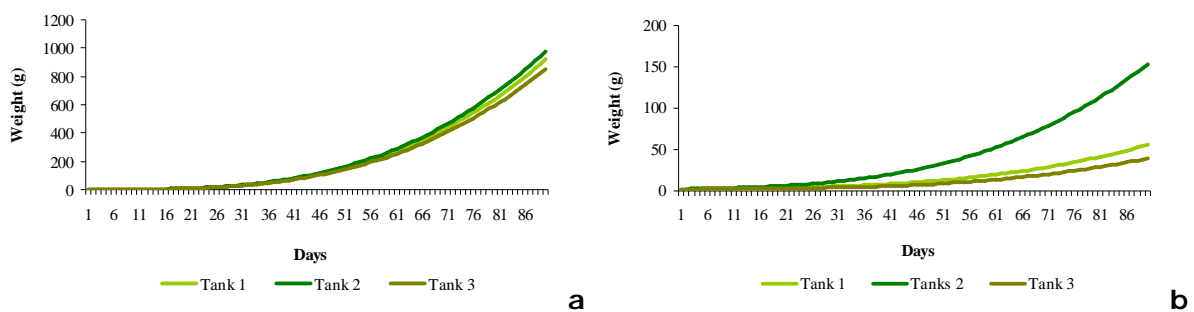 1200
1000
800
600
400
200
0
Weight (g)
1 6 11 16 21 26 31 36 41 46 51 56 61 66 71 76 81 86
Days
Tank 1 Tank 2 Tank 3
a
200
150
100
50
0
Weight (g)
1 6 11 16 21 26 31 36 41 46 51 56 61 66 71 76 81 86
Days
Tank 1 Tanks 2 Tank 3
b